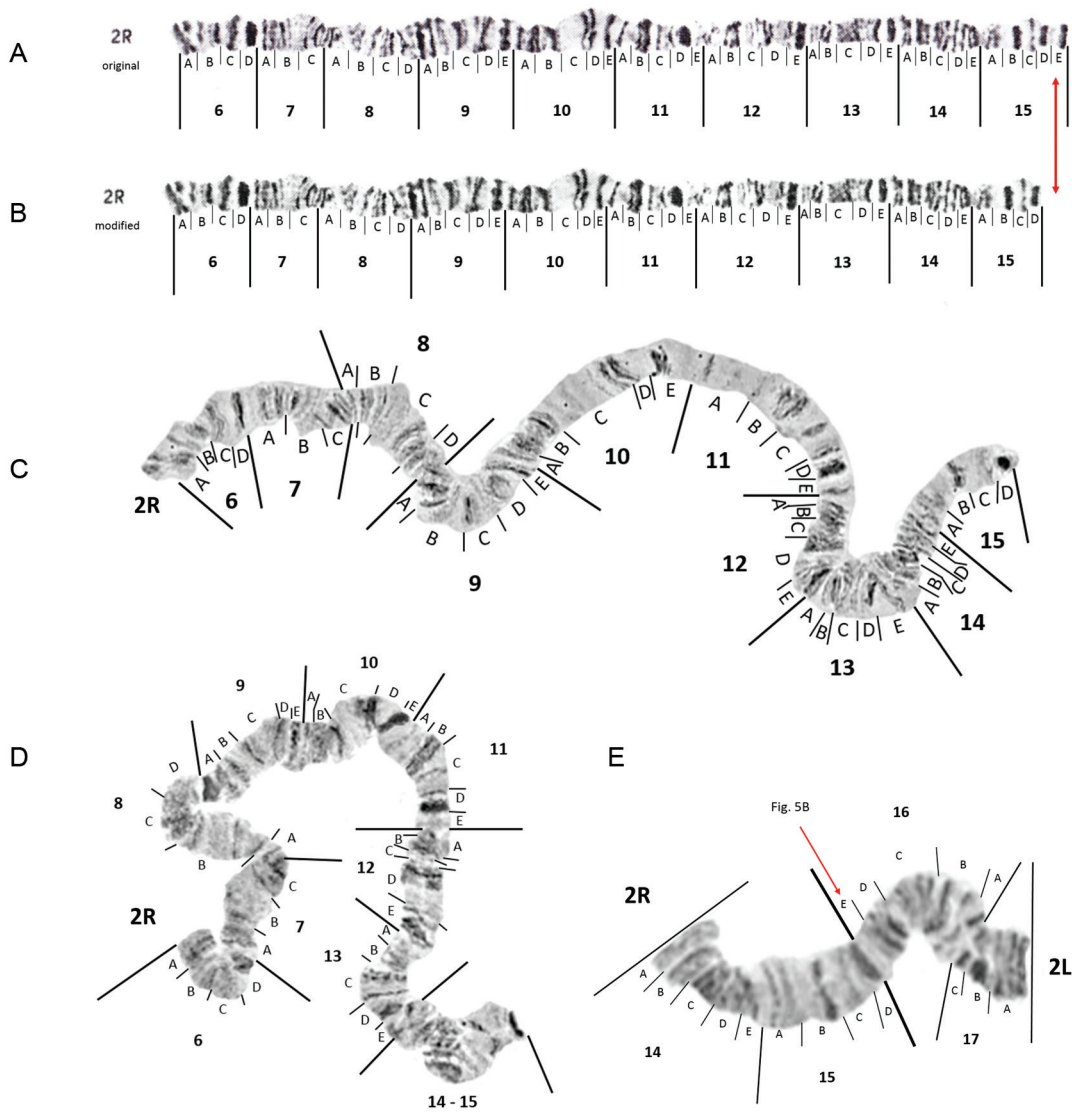 A
2R
original
A B C D A B C A B C D A B C D E A B C D E A B C D E A B C D E A B C D E A B C D E A B C D E
6 7 8 9 10 11 12 13 14 15
B
2R
modified
A B C D A B C A B C D A B C D E A B C D E A B C D E A B C D E A B C D E A B C D E A B C D
6 7 8 9 10 11 12 13 14 15
C
2R
A B C D
6
A B C
7
A B C D
8
A B C D E
9
A B C D E
10
A B C D E
11
A B C D E
12
A B C D E
13
A B C D E
14
A B C D
15
D
2R
A B C D
6
A B C
7
A B C D
8
A B C D E
9
A B C D E
10
A B C D E
11
A B C D E
12
A B C D E
13
14 - 15
E
Fig. 5B
2R
A B C D E
14
A B C D
15
E D C B A
16
C B A
17
2L